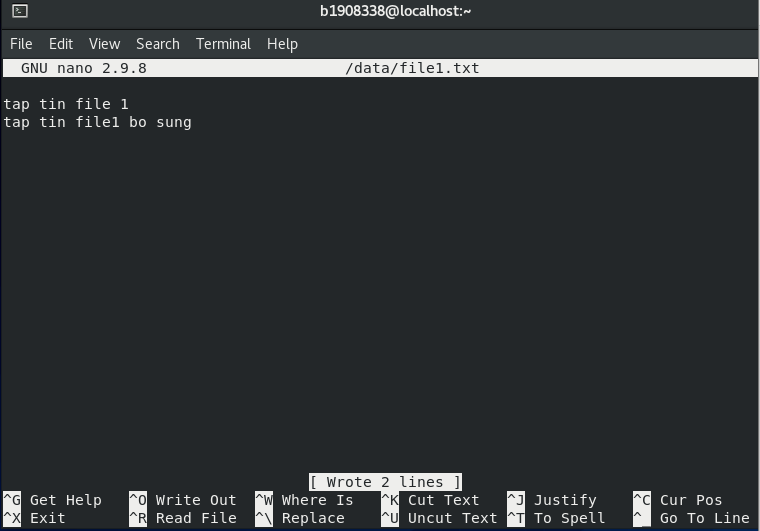 b1908338@localhost:~
File Edit View Search Terminal Help
GNU nano 2.9.8 /data/file1.txt
tap tin file 1
tap tin file1 bo sung
[ Wrote 2 lines ]
^G Get Help ^O Write Out ^W Where Is ^K Cut Text ^J Justify ^C Cur Pos
^X Exit ^R Read File ^\ Replace ^U Uncut Text ^T To Spell ^ Go To Line